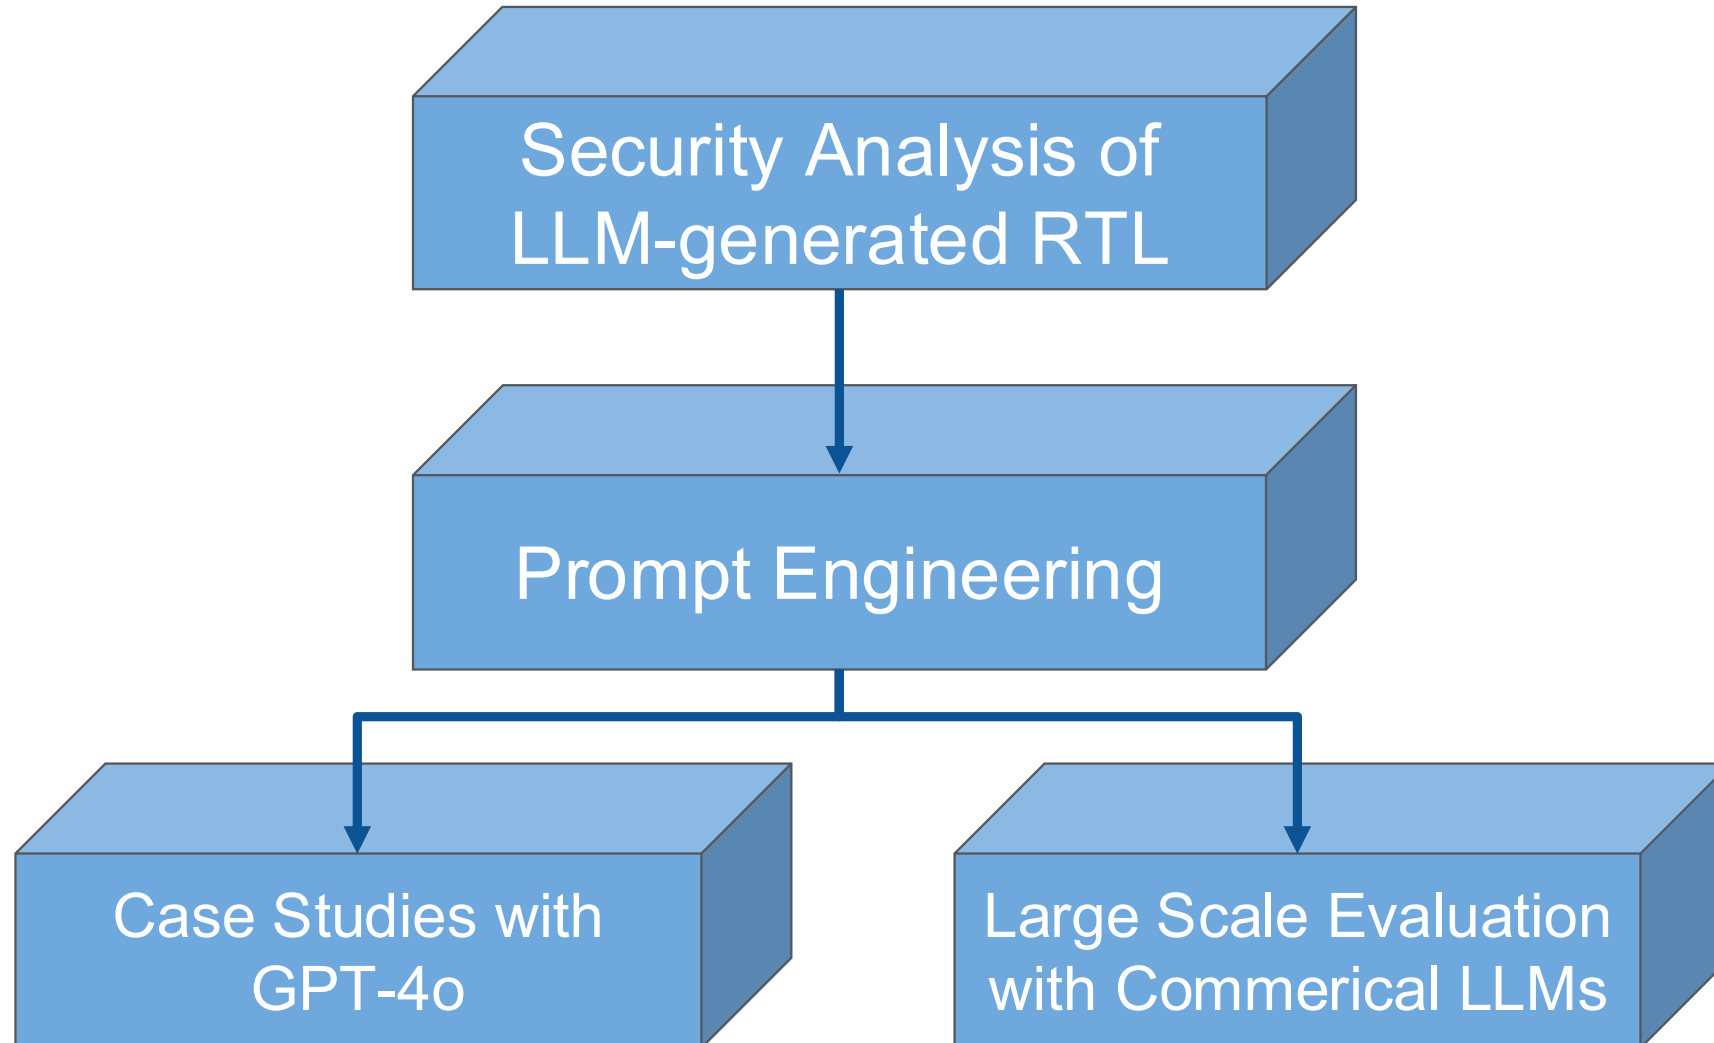 Security Analysis of
LLM-generated RTL
Prompt Engineering
Case Studies with
GPT-4o
Large Scale Evaluation
with Commerical LLMs